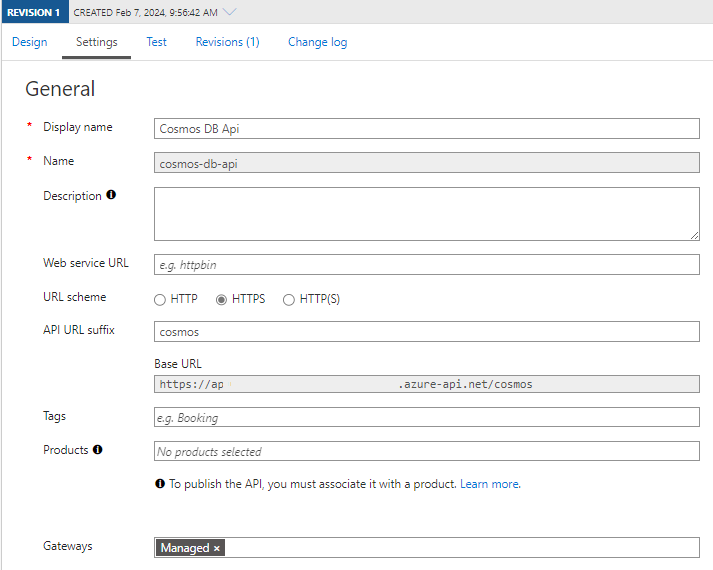 REVISION 1 CREATED Feb 7, 2024, 9:56:42 AM
Design Settings Test Revisions (1) Change log
General
* Display name Cosmos DB Api
* Name cosmos-db-api
Description
Web service URL e.g. httpbin
URL scheme HTTP HTTPS HTTP(S)
API URL suffix cosmos
Base URL
https://ap .azure-api.net/cosmos
Tags e.g. Booking
Products No products selected
To publish the API, you must associate it with a product. Learn more.
Gateways Managed ×